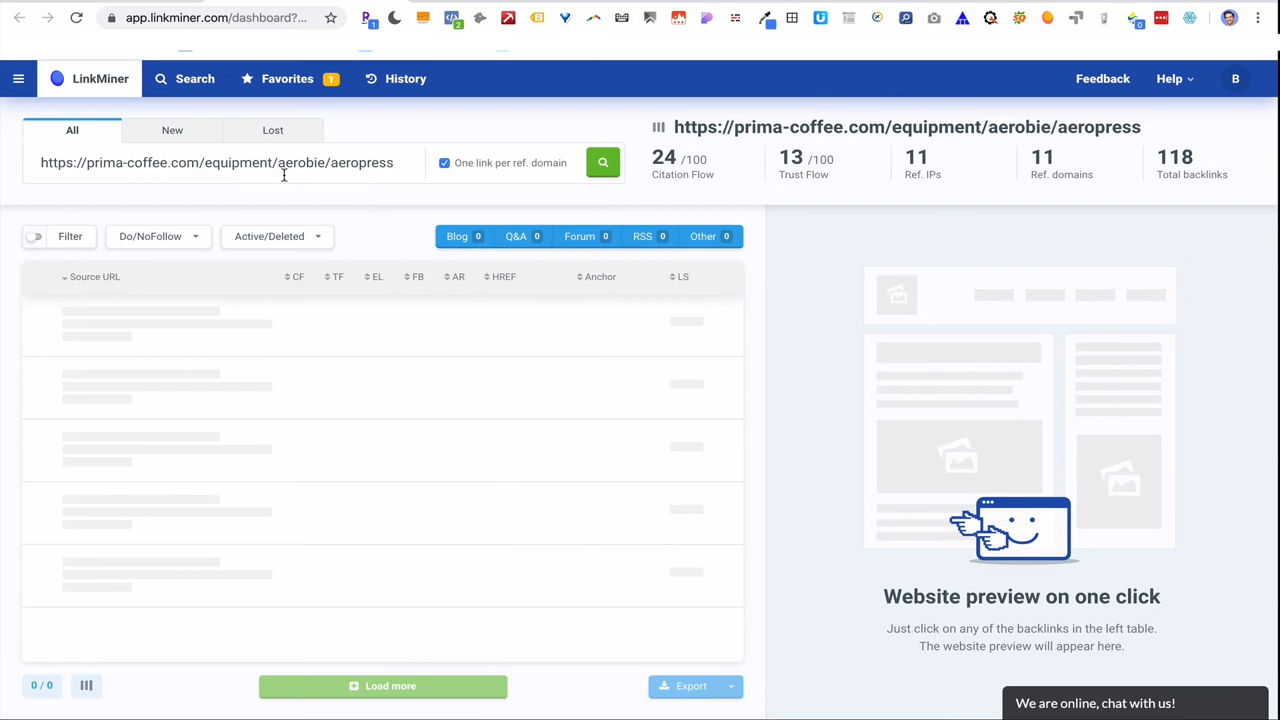 app.linkminer.com/dashboard?...
1
2
0
LinkMiner
Search
Favorites 1
History
Feedback
Help
B
All
New
Lost
https://prima-coffee.com/equipment/aerobie/aeropress
One link per ref. domain
https://prima-coffee.com/equipment/aerobie/aeropress
24 /100
Citation Flow
13 /100
Trust Flow
11
Ref. IPs
11
Ref. domains
118
Total backlinks
Filter
Do/NoFollow
Active/Deleted
Blog 0
Q&A 0
Forum 0
RSS 0
Other 0
Source URL
CF
TF
EL
FB
AR
HREF
Anchor
LS
Website preview on one click
Just click on any of the backlinks in the left table.
The website preview will appear here.
0 / 0
Load more
Export
We are online, chat with us!